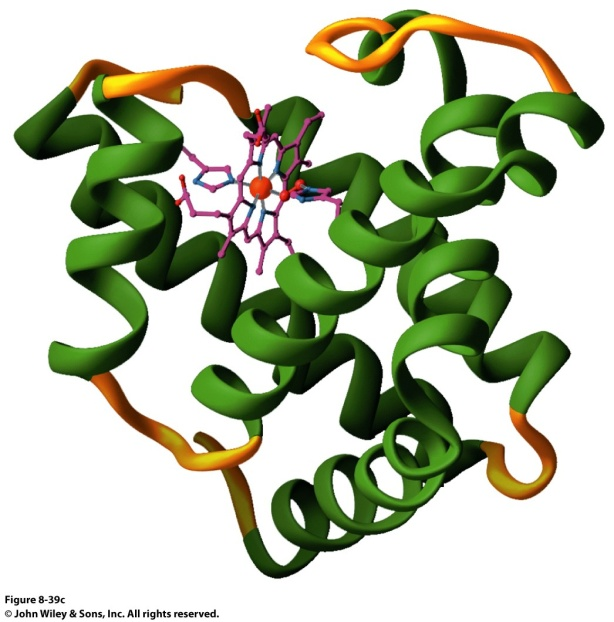 Figure 8-39c
© John Wiley & Sons, Inc. All rights reserved.